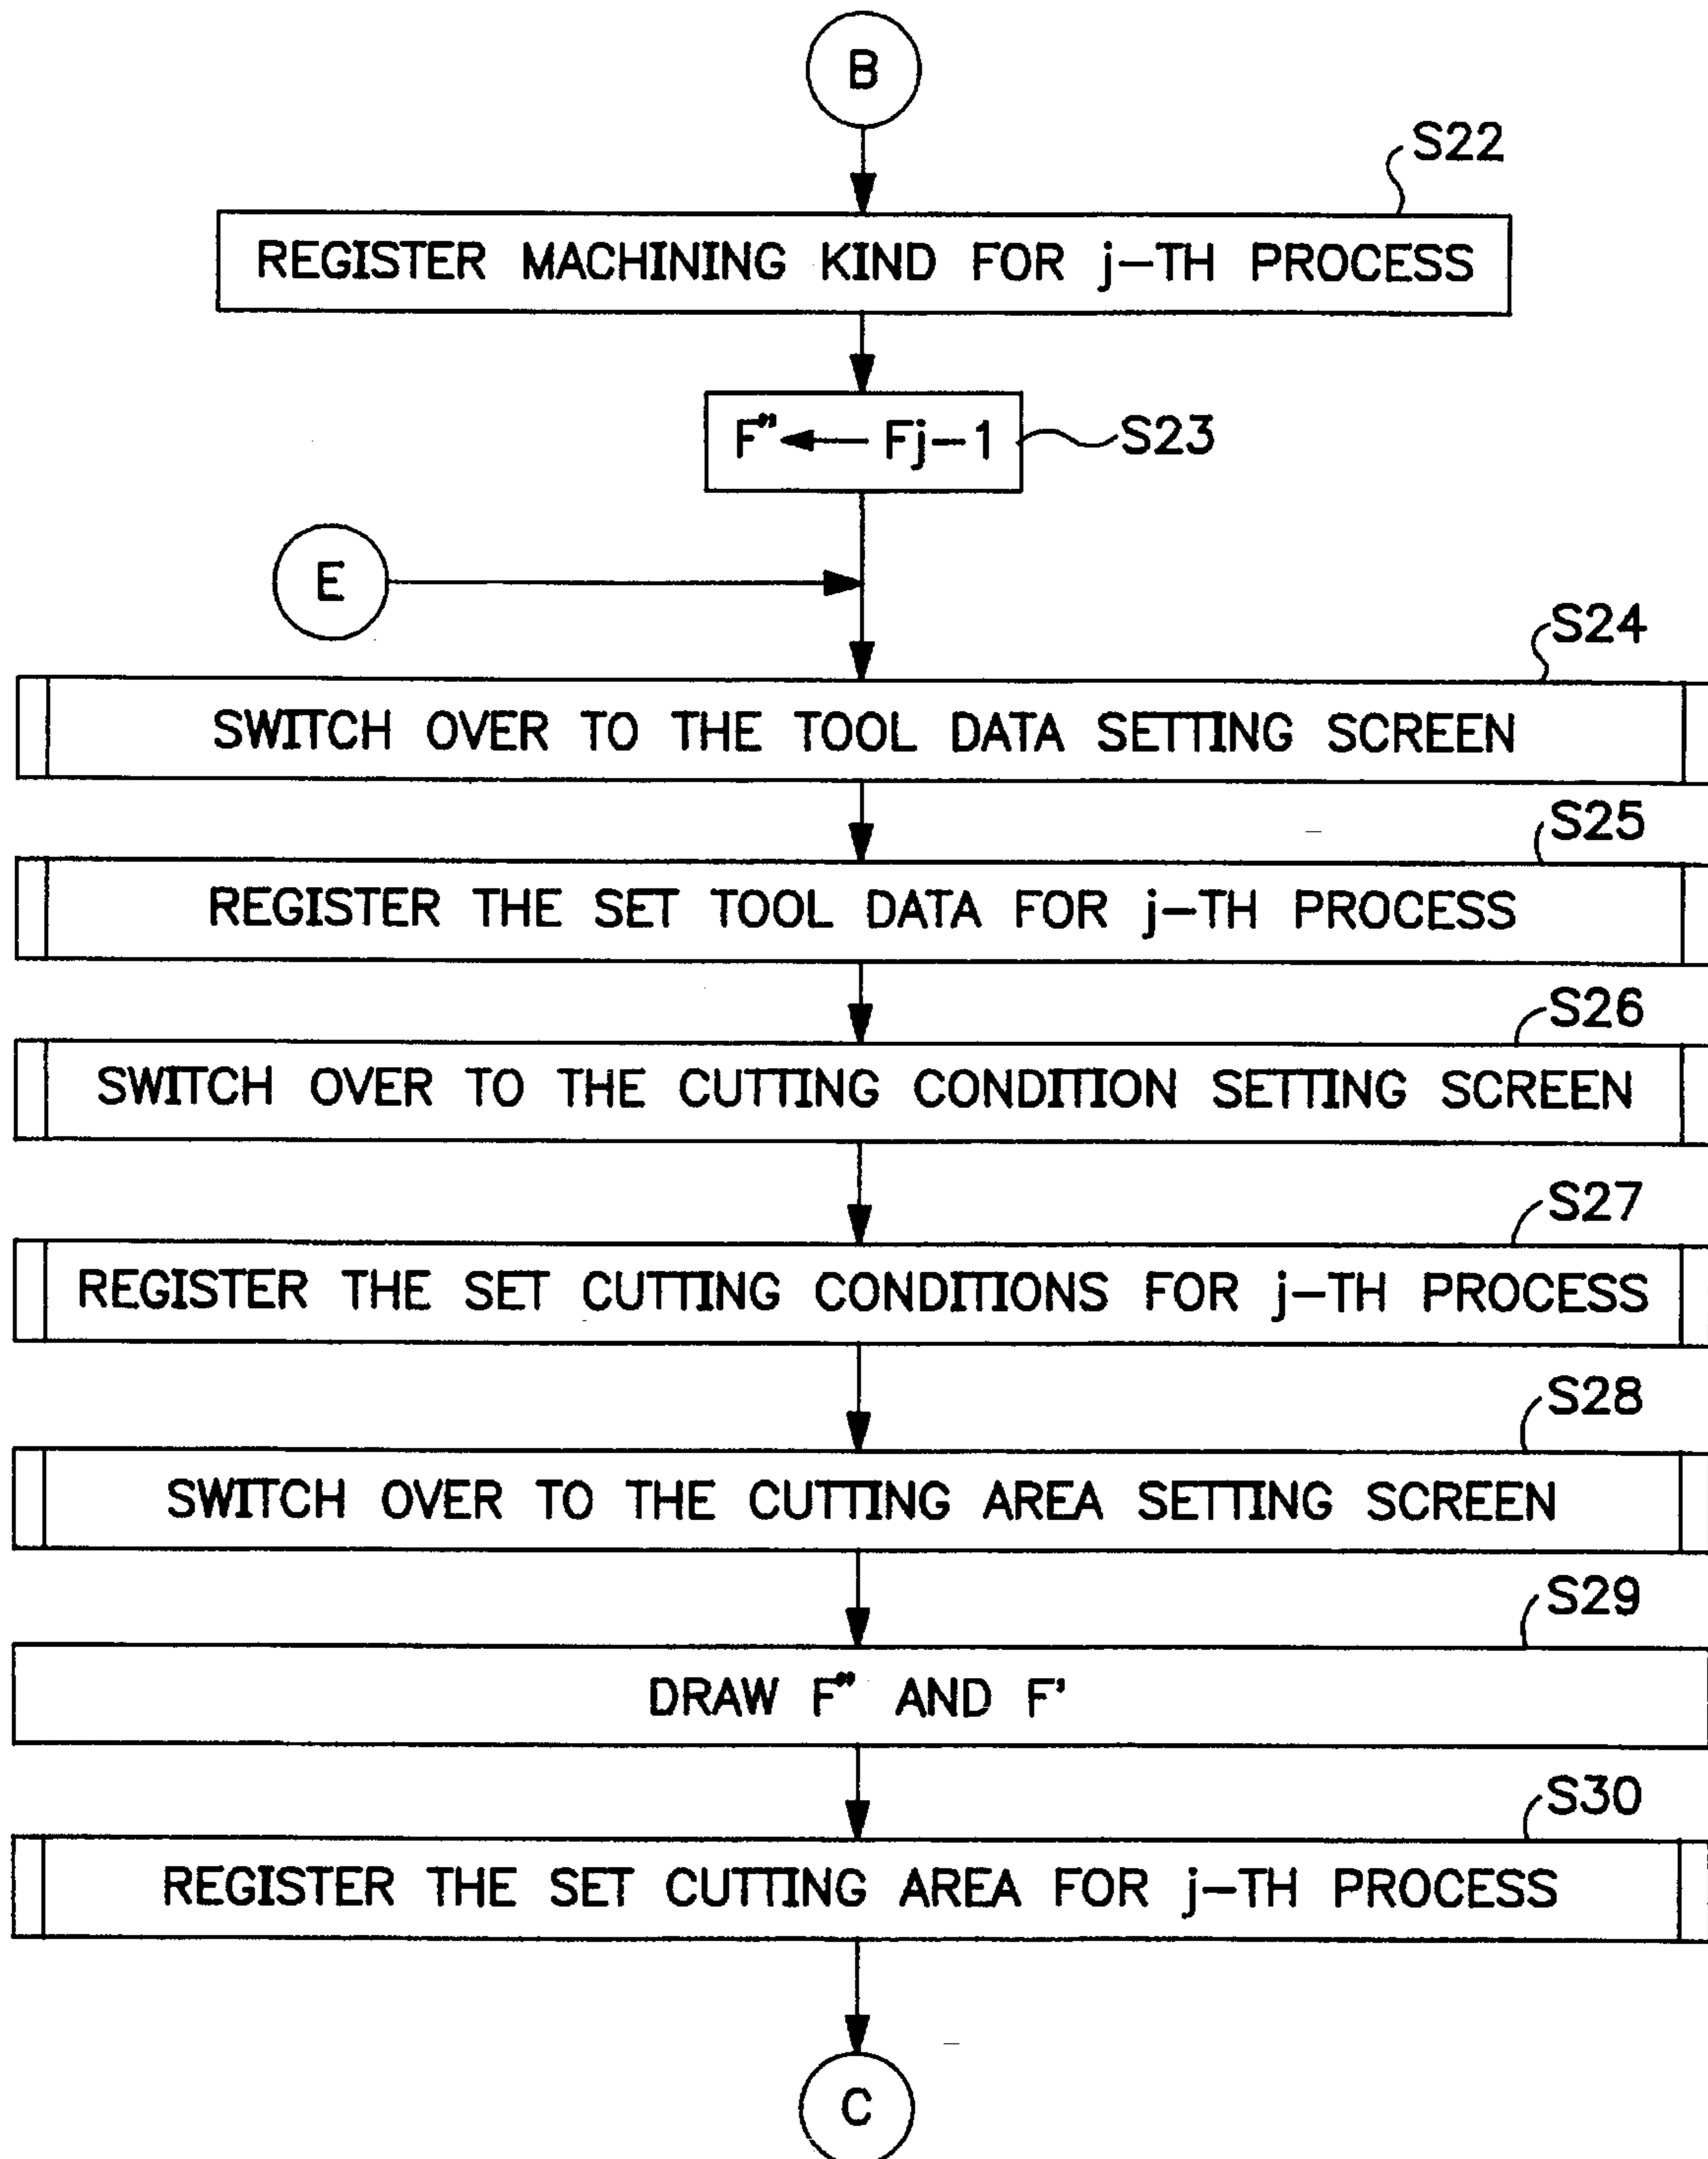 B
S22
REGISTER MACHINING KIND FOR j-TH PROCESS
F" ← Fj-1
S23
E
S24
SWITCH OVER TO THE TOOL DATA SETTING SCREEN
S25
REGISTER THE SET TOOL DATA FOR j-TH PROCESS
S26
SWITCH OVER TO THE CUTTING CONDITION SETTING SCREEN
S27
REGISTER THE SET CUTTING CONDITIONS FOR j-TH PROCESS
S28
SWITCH OVER TO THE CUTTING AREA SETTING SCREEN
S29
DRAW F" AND F'
S30
REGISTER THE SET CUTTING AREA FOR j-TH PROCESS
C